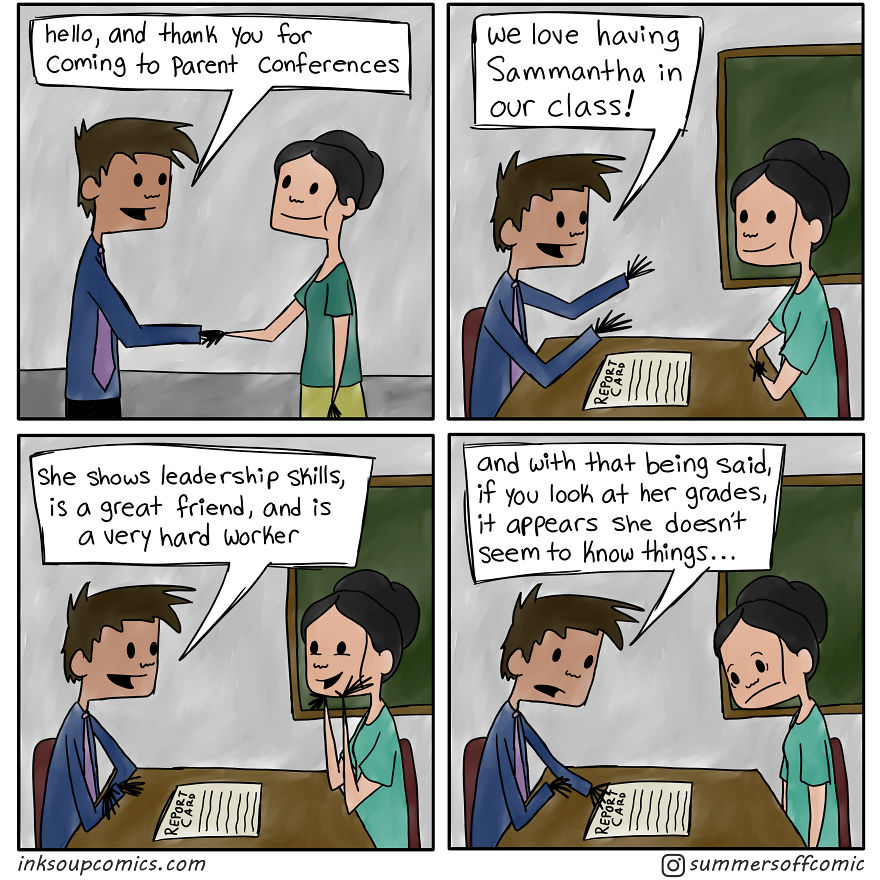 hello, and thank you for
Coming to Parent Conferences
we love having
Sammantha in
our class!
REPORT
CARD
She shows leadership skills,
is a great friend, and is
a very hard worker
REPORT
CARD
and with that being said,
if you look at her grades,
it appears she doesn't
seem to know things...
REPORT
CARD
inksoupcomics.com
summersoffcomic